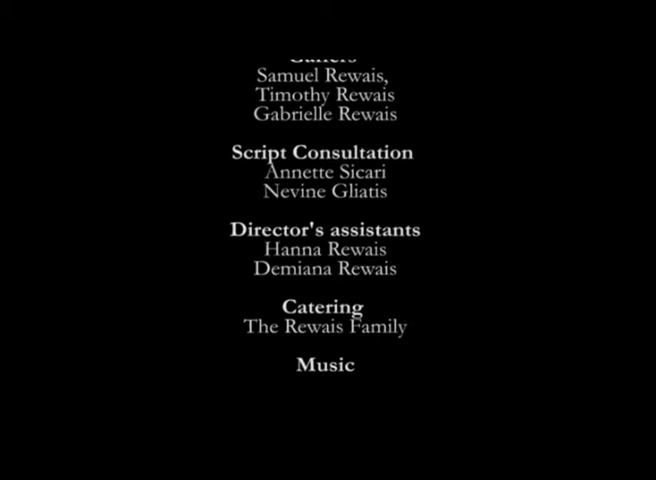 Gaffers
Samuel Rewais,
Timothy Rewais
Gabrielle Rewais
Script Consultation
Annette Sicari
Nevine Gliatis
Director's assistants
Hanna Rewais
Demiana Rewais
Catering
The Rewais Family
Music